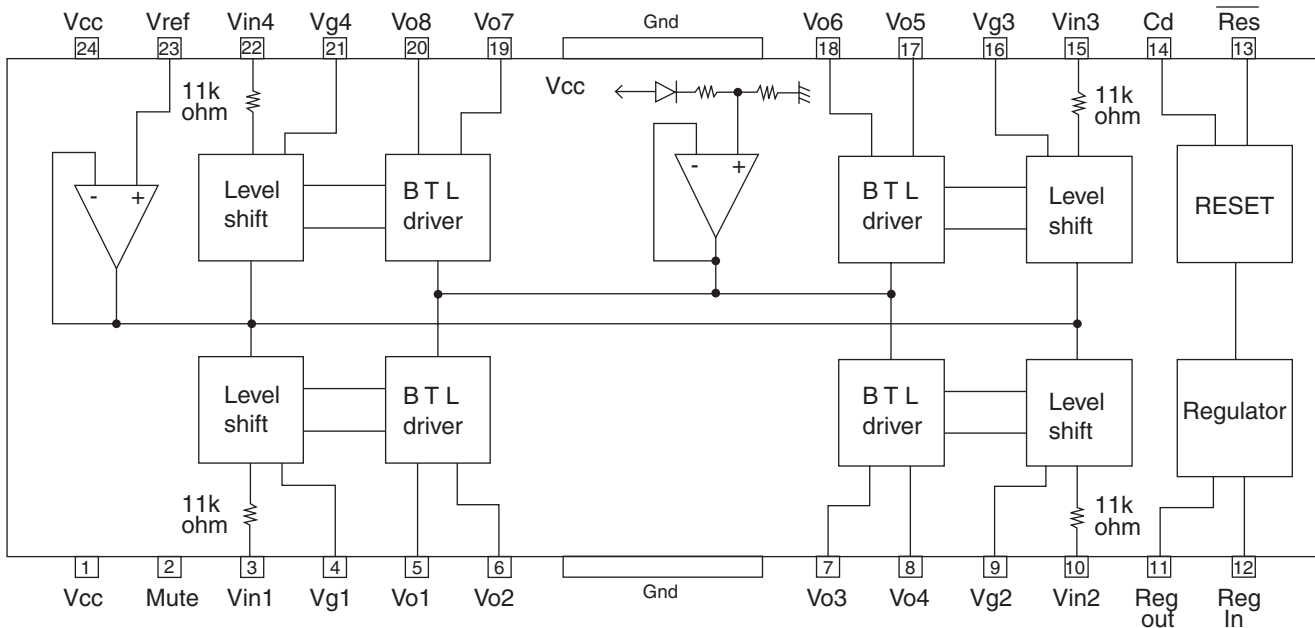 Vcc Vref Vin4 Vg4 Vo8 Vo7 Gnd Vo6 Vo5 Vg3 Vin3 Cd Res
24 23 22 21 20 19 18 17 16 15 14 13
11k
ohm
Vcc
11k
ohm
- +
Level
shift
B T L
driver
- +
B T L
driver
Level
shift
RESET
Level
shift
B T L
driver
B T L
driver
Level
shift
Regulator
11k
ohm
11k
ohm
1 2 3 4 5 6 7 8 9 10 11 12
Vcc Mute Vin1 Vg1 Vo1 Vo2 Gnd Vo3 Vo4 Vg2 Vin2 Reg Reg
out In